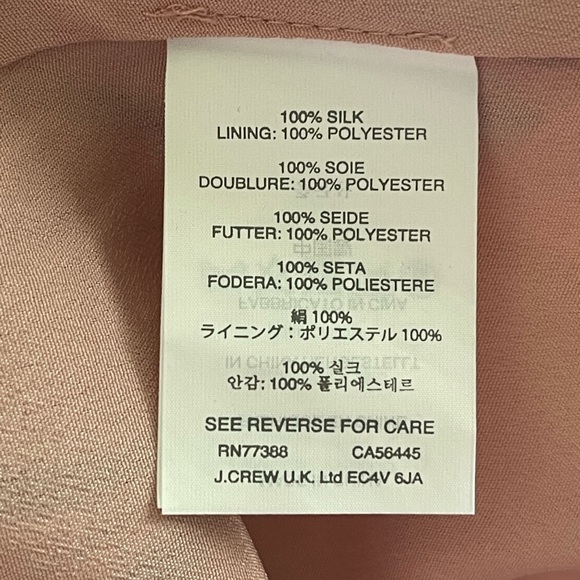 100% SILK
LINING: 100% POLYESTER
100% SOIE
DOUBLURE: 100% POLYESTER
100% SEIDE
FUTTER: 100% POLYESTER
100% SETA
FODERA: 100% POLIESTERE
絹 100%
ライニング：ポリエステル 100%
100% 실크
안감: 100% 폴리에스테르
SEE REVERSE FOR CARE
RN77388 CA56445
J.CREW U.K. Ltd EC4V 6JA